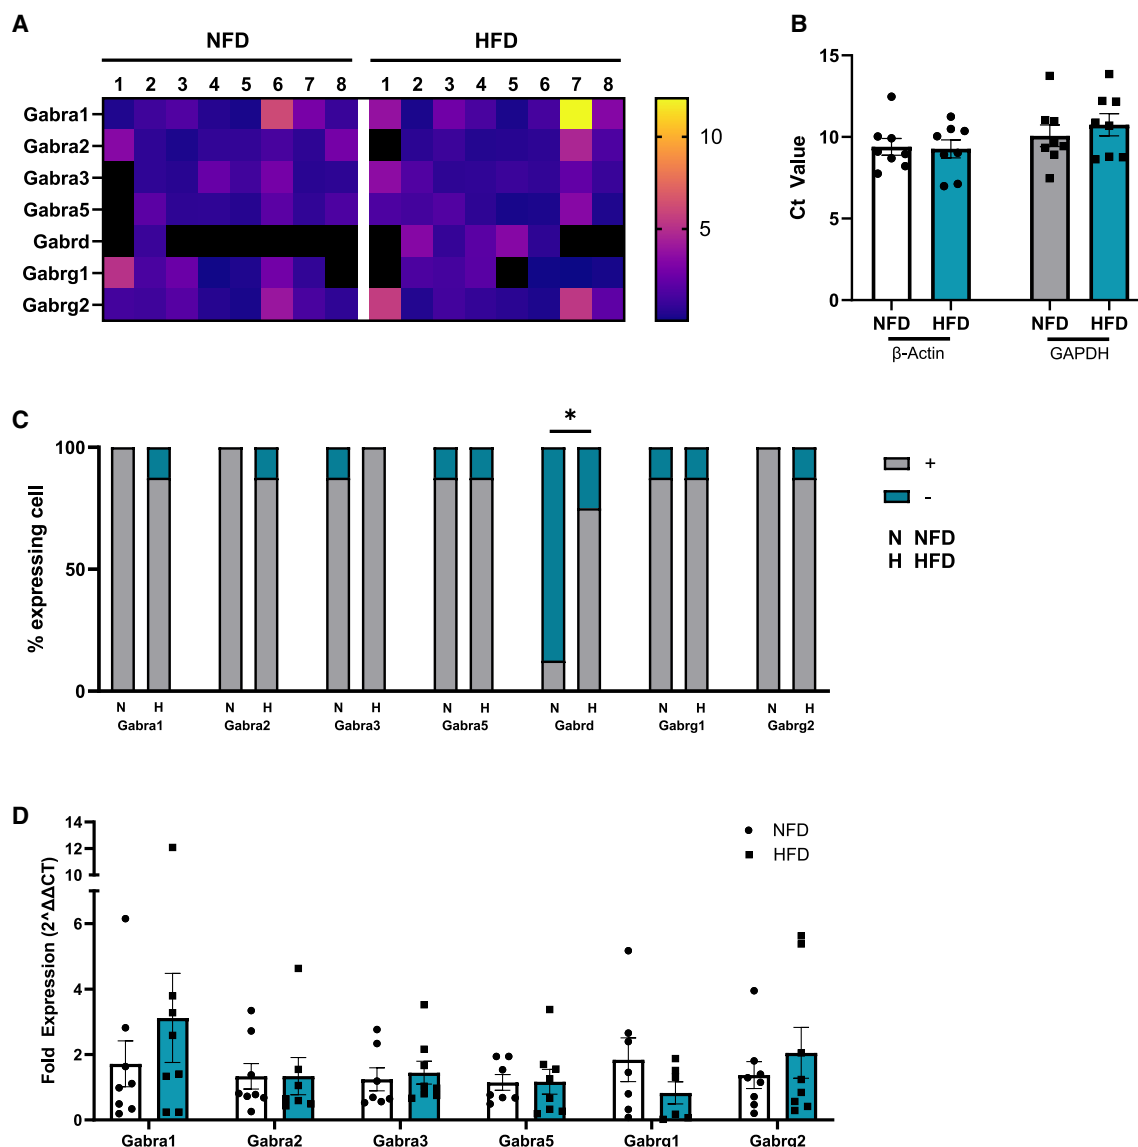 A
NFD HFD
1 2 3 4 5 6 7 8 1 2 3 4 5 6 7 8
Gabra1
Gabra2
Gabra3
Gabra5
Gabrd
Gabrg1
Gabrg2
10
5
B
15
10
5
0
Ct Value
NFD HFD NFD HFD
β-Actin GAPDH
C
*
100
50
0
% expressing cell
N H N H N H N H N H N H N H
Gabra1 Gabra2 Gabra3 Gabra5 Gabrd Gabrg1 Gabrg2
+
-
N NFD
H HFD
D
14
12
10
6
4
2
0
Fold Expression (2^ΔΔCT)
NFD
HFD
Gabra1 Gabra2 Gabra3 Gabra5 Gabrg1 Gabrg2